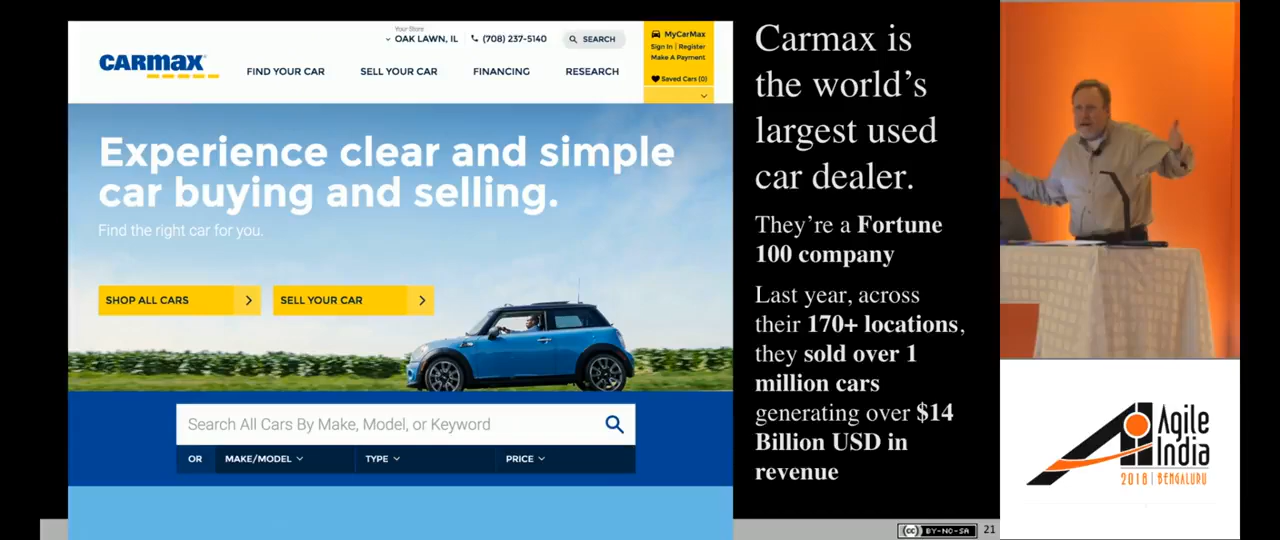 Your Store
OAK LAWN, IL
(708) 237-5140
SEARCH
MyCarMax
Sign In | Register
Make A Payment
Saved Cars (0)
CARMAX
FIND YOUR CAR
SELL YOUR CAR
FINANCING
RESEARCH
Experience clear and simple
car buying and selling.
Find the right car for you.
SHOP ALL CARS
SELL YOUR CAR
Search All Cars By Make, Model, or Keyword
OR
MAKE/MODEL
TYPE
PRICE
Carmax is
the world's
largest used
car dealer.
They're a Fortune
100 company
Last year, across
their 170+ locations,
they sold over 1
million cars
generating over $14
Billion USD in
revenue
cc BY-NC-SA
21
Agile
India
2018 | BENGALURU